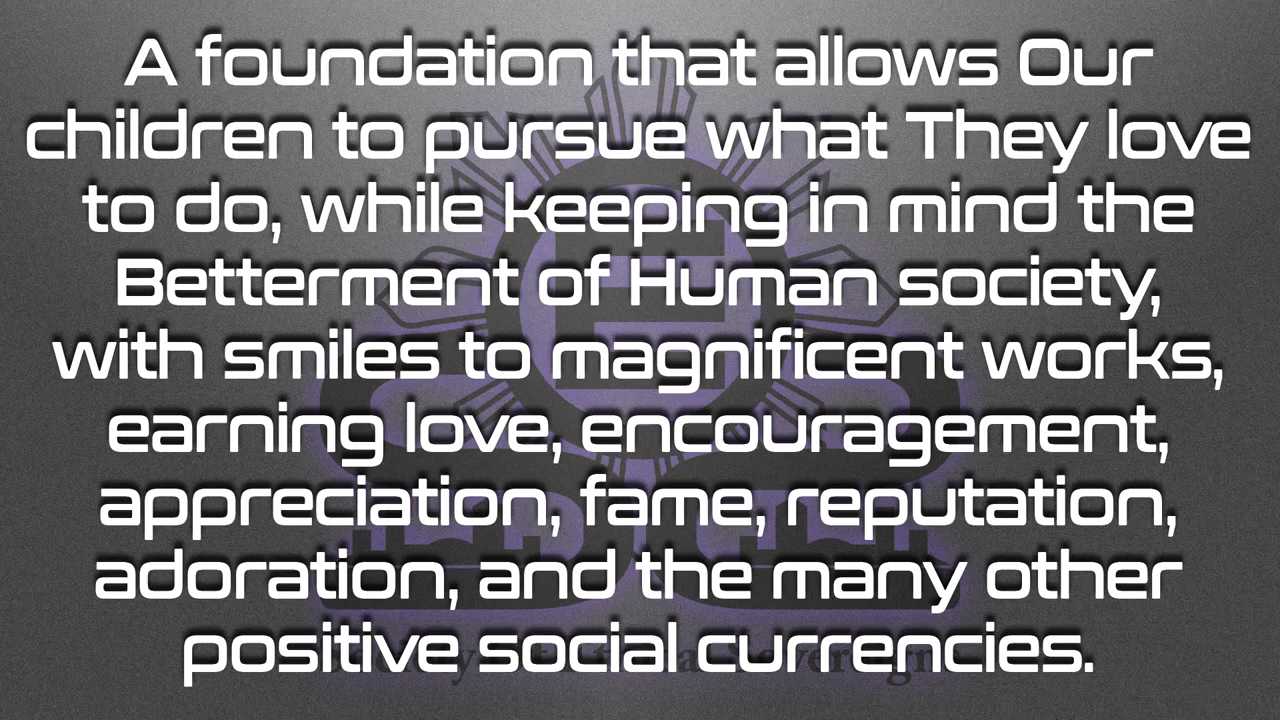 A foundation that allows Our
children to pursue what They love
to do, while keeping in mind the
Betterment of Human society,
with smiles to magnificent works,
earning love, encouragement,
appreciation, fame, reputation,
adoration, and the many other
positive social currencies.